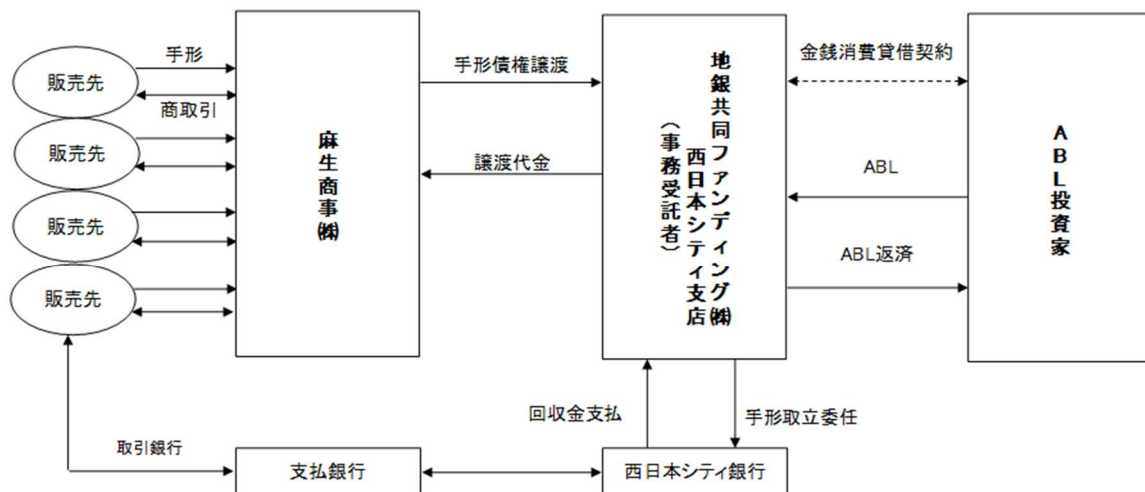 販売先
手形
商取引
販売先
販売先
販売先
麻生商事㈱
手形債権譲渡
譲渡代金
地銀共同ファンディング㈱
西日本シティ支店
（事務受託者）
金銭消費貸借契約
ABL
ABL返済
ABL投資家
回収金支払
手形取立委任
取引銀行
支払銀行
西日本シティ銀行